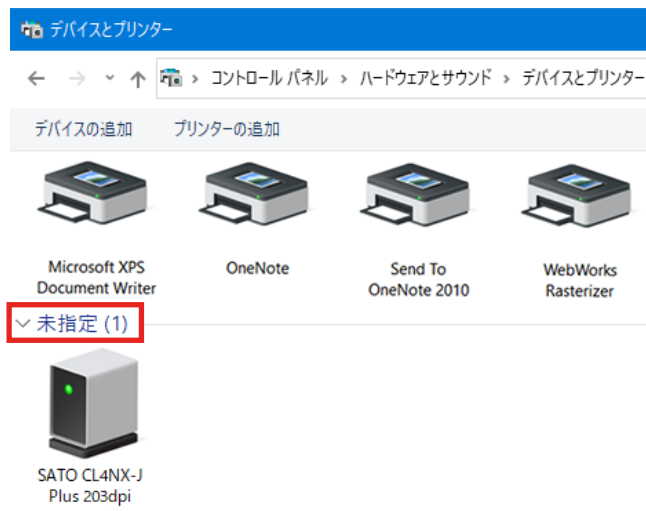 デバイスとプリンター
コントロール パネル › ハードウェアとサウンド › デバイスとプリンター
デバイスの追加 プリンターの追加
Microsoft XPS
Document Writer
OneNote
Send To
OneNote 2010
WebWorks
Rasterizer
未指定 (1)
SATO CL4NX-J
Plus 203dpi